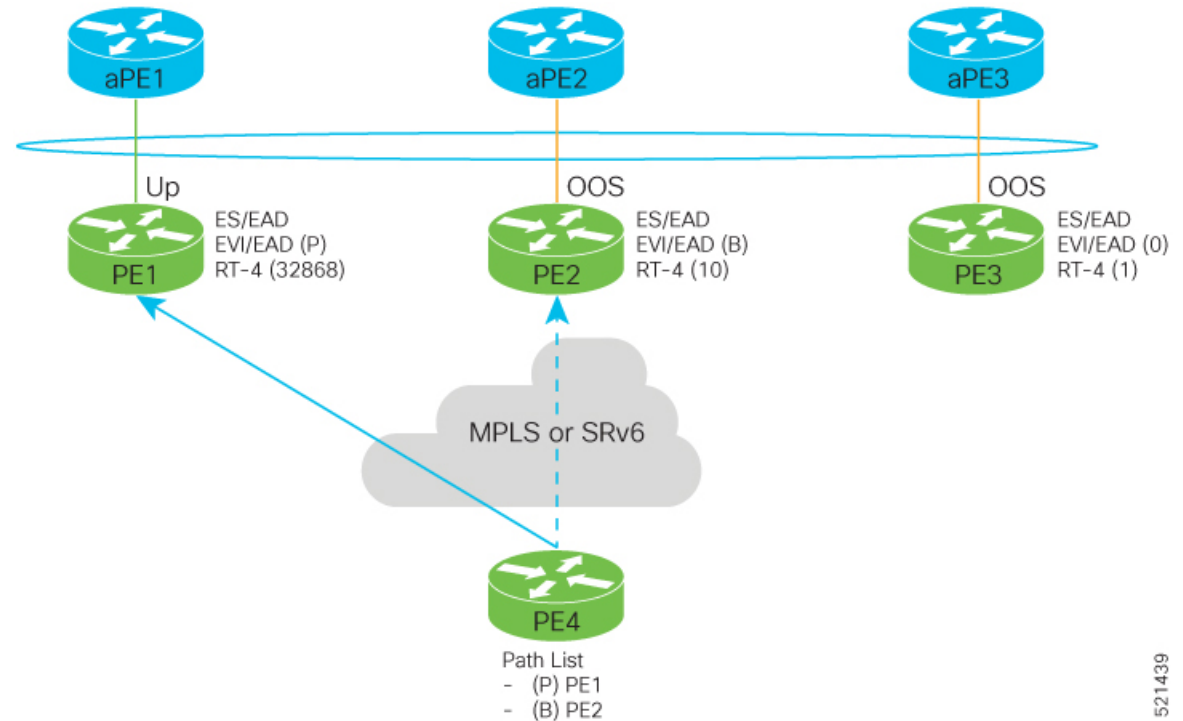 aPE1
aPE2
aPE3
Up
OOS
OOS
PE1
ES/EAD
EVI/EAD (P)
RT-4 (32868)
PE2
ES/EAD
EVI/EAD (B)
RT-4 (10)
PE3
ES/EAD
EVI/EAD (0)
RT-4 (1)
MPLS or SRv6
PE4
Path List
- (P) PE1
- (B) PE2
521439